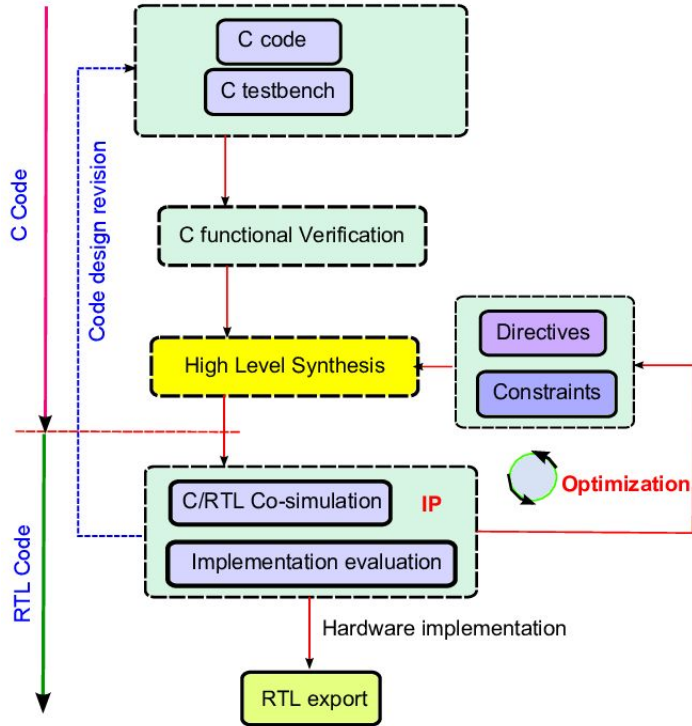 C code
C testbench
C Code
Code design revision
C functional Verification
High Level Synthesis
Directives
Constraints
Optimization
C/RTL Co-simulation
IP
Implementation evaluation
RTL Code
Hardware implementation
RTL export